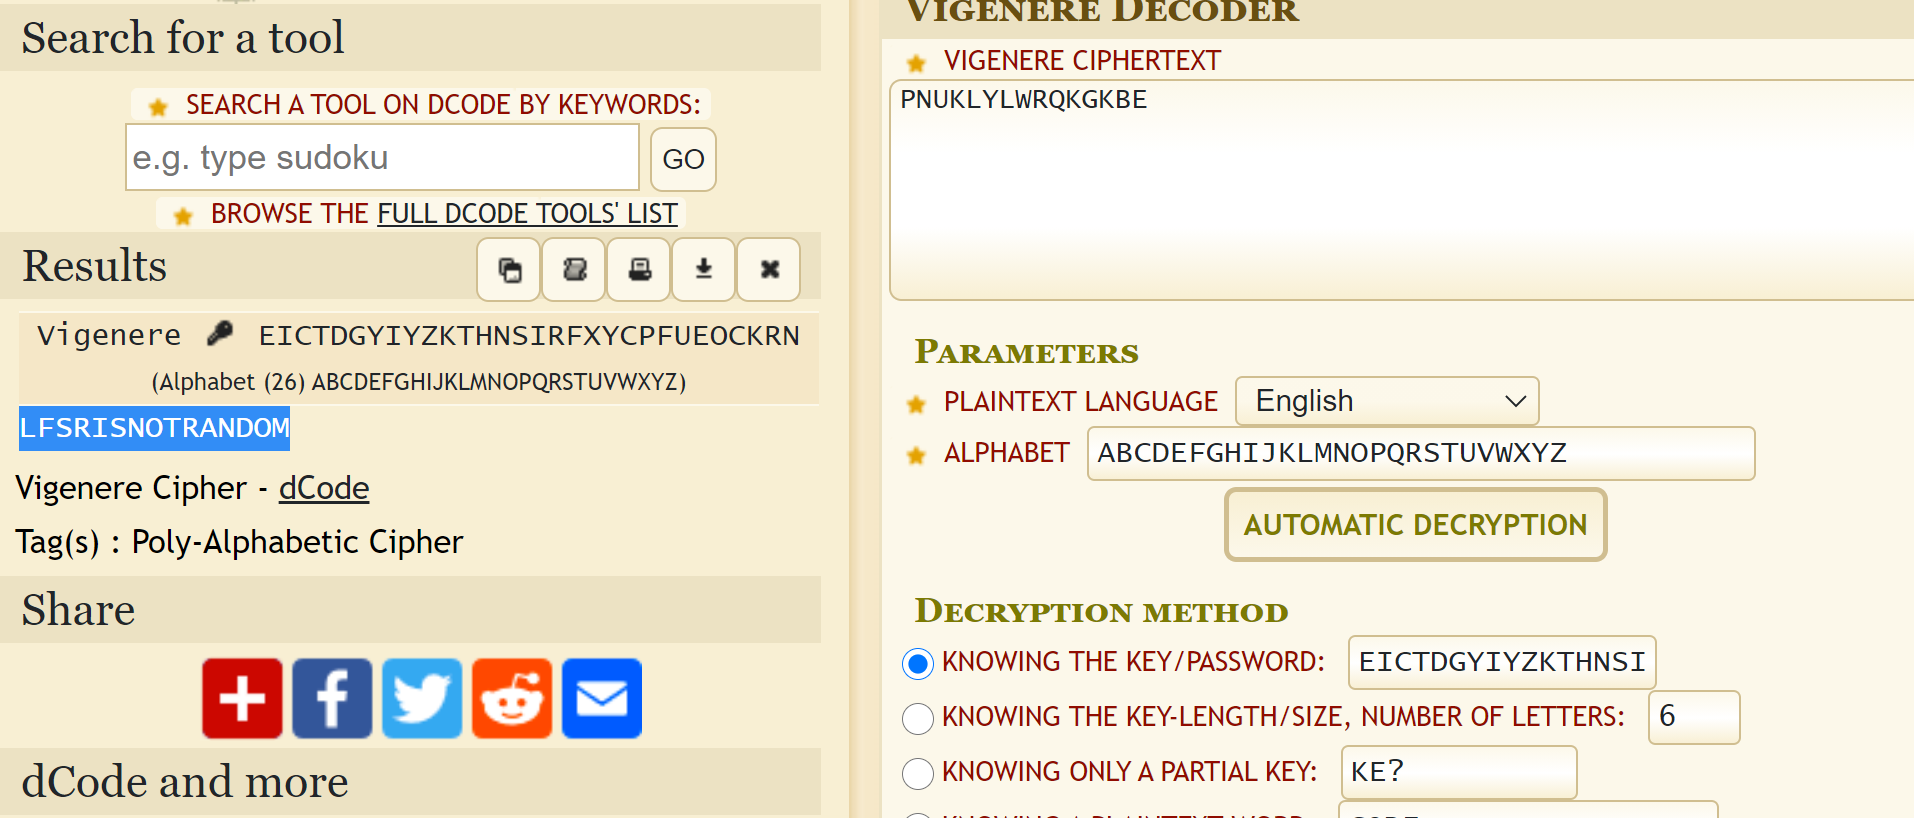 Search for a tool
SEARCH A TOOL ON DCODE BY KEYWORDS:
e.g. type sudoku
GO
BROWSE THE FULL DCODE TOOLS' LIST
Results
Vigenere EICTDGYIYZKTHNSIRFXYCPFUEOCKRN
(Alphabet (26) ABCDEFGHIJKLMNOPQRSTUVWXYZ)
LFSRISNOTRANDOM
Vigenere Cipher - dCode
Tag(s) : Poly-Alphabetic Cipher
Share
dCode and more
VIGENERE DECODER
VIGENERE CIPHERTEXT
PNUKLYLWRQKGKBE
PARAMETERS
PLAINTEXT LANGUAGE English
ALPHABET ABCDEFGHIJKLMNOPQRSTUVWXYZ
AUTOMATIC DECRYPTION
DECRYPTION METHOD
KNOWING THE KEY/PASSWORD: EICTDGYIYZKTHNSI
KNOWING THE KEY-LENGTH/SIZE, NUMBER OF LETTERS: 6
KNOWING ONLY A PARTIAL KEY: KE?